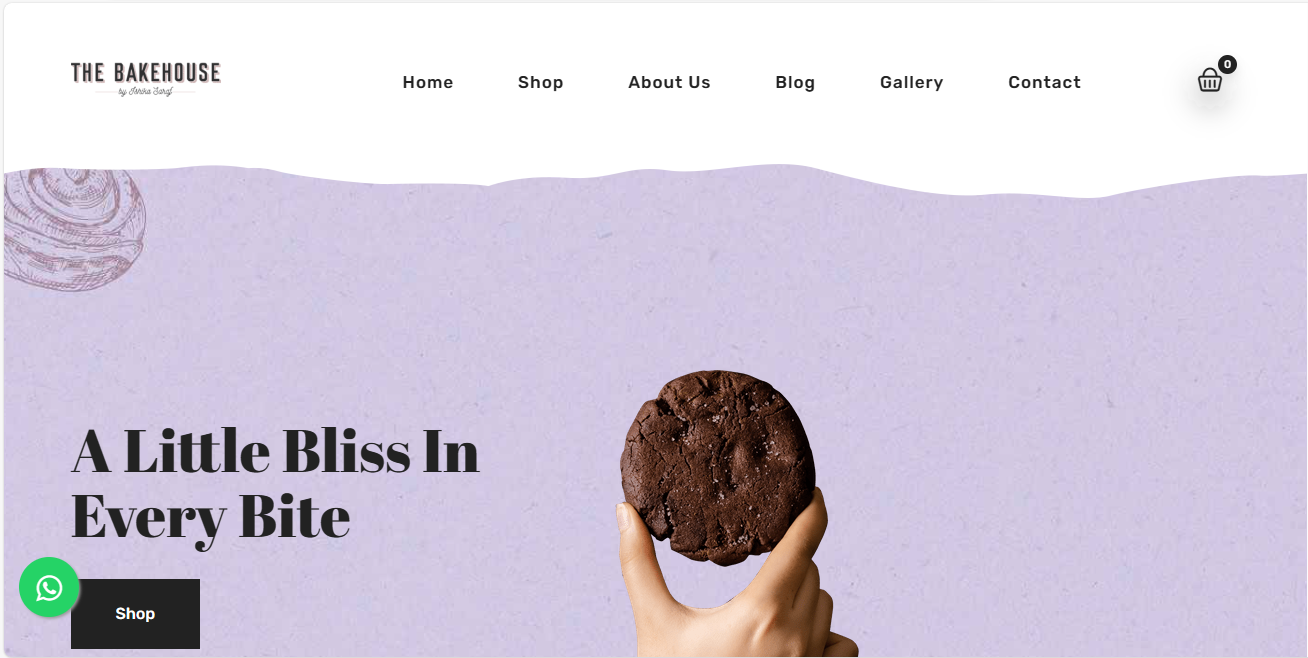 THE BAKEHOUSE
by Ishika Saraf
Home Shop About Us Blog Gallery Contact
0
A Little Bliss In
Every Bite
Shop